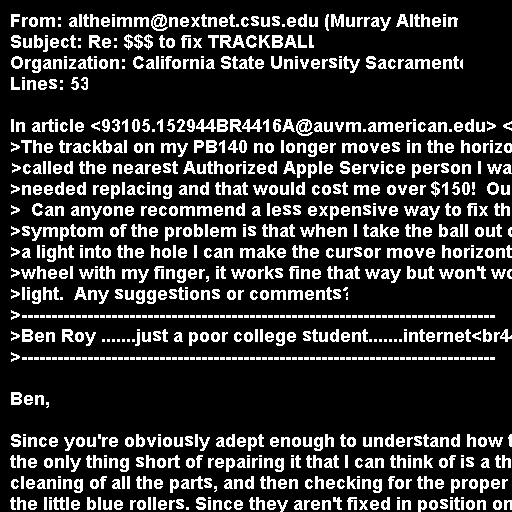 From: altheimm@nextnet.csus.edu (Murray Altheim
Subject: Re: $$$ to fix TRACKBALL
Organization: California State University Sacramento
Lines: 53
In article <93105.152944BR4416A@auvm.american.edu> <
>The trackbal on my PB140 no longer moves in the horizo
>called the nearest Authorized Apple Service person I wa
>needed replacing and that would cost me over $150!  Ou
>  Can anyone recommend a less expensive way to fix th
>symptom of the problem is that when I take the ball out o
>a light into the hole I can make the cursor move horizont
>wheel with my finger, it works fine that way but won't wo
>light.  Any suggestions or comments?
>-------------------------------------------------------------------------------
>Ben Roy .......just a poor college student.......internet<br4
>-------------------------------------------------------------------------------
Ben,
Since you're obviously adept enough to understand how t
the only thing short of repairing it that I can think of is a th
cleaning of all the parts, and then checking for the proper
the little blue rollers. Since they aren't fixed in position on